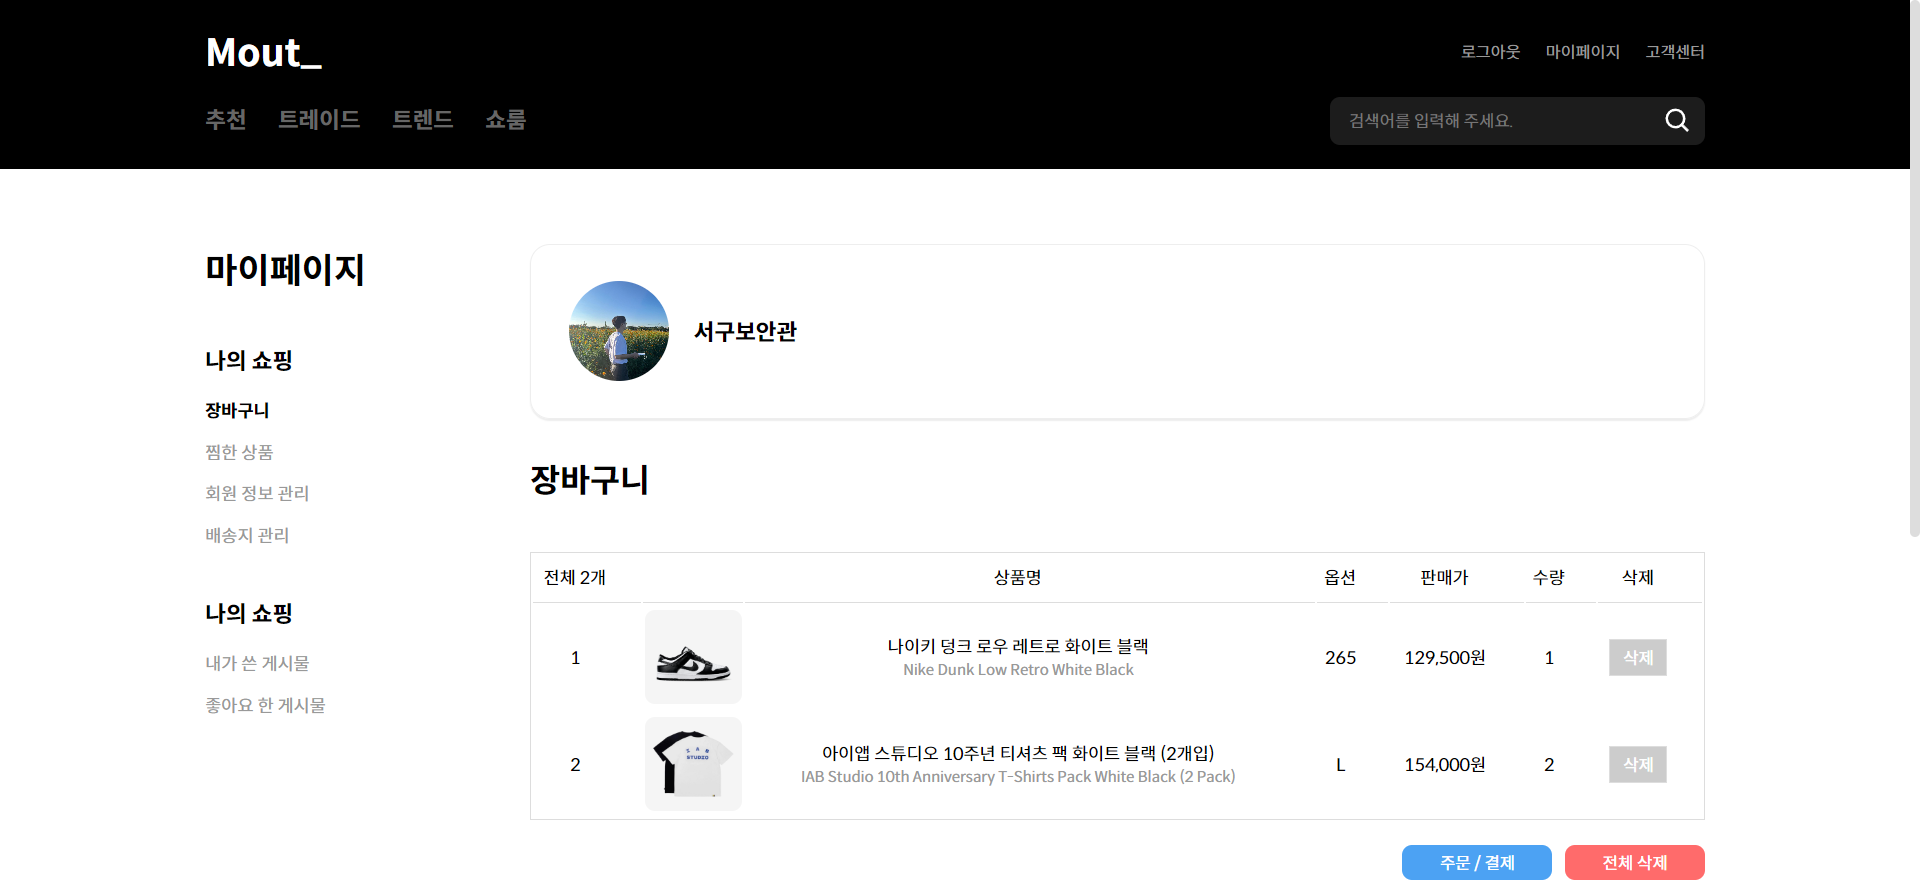 Mout_
로그아웃 마이페이지 고객센터
추천 트레이드 트렌드 쇼룸
검색어를 입력해 주세요.
마이페이지
나의 쇼핑
장바구니
찜한 상품
회원 정보 관리
배송지 관리
나의 쇼핑
내가 쓴 게시물
좋아요 한 게시물
서구보안관
장바구니
전체 2개 상품명 옵션 판매가 수량 삭제
1 나이키 덩크 로우 레트로 화이트 블랙 265 129,500원 1 삭제
Nike Dunk Low Retro White Black
S A B
STUDIO
2 아이앱 스튜디오 10주년 티셔츠 팩 화이트 블랙 (2개입) L 154,000원 2 삭제
IAB Studio 10th Anniversary T-Shirts Pack White Black (2 Pack)
주문 / 결제 전체 삭제